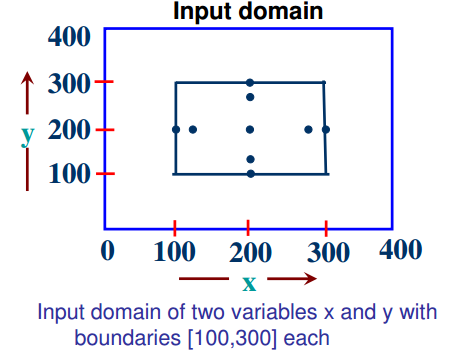 Input domain
400
300
y 200
100
0 100 200 300 400
x
Input domain of two variables x and y with
boundaries [100,300] each